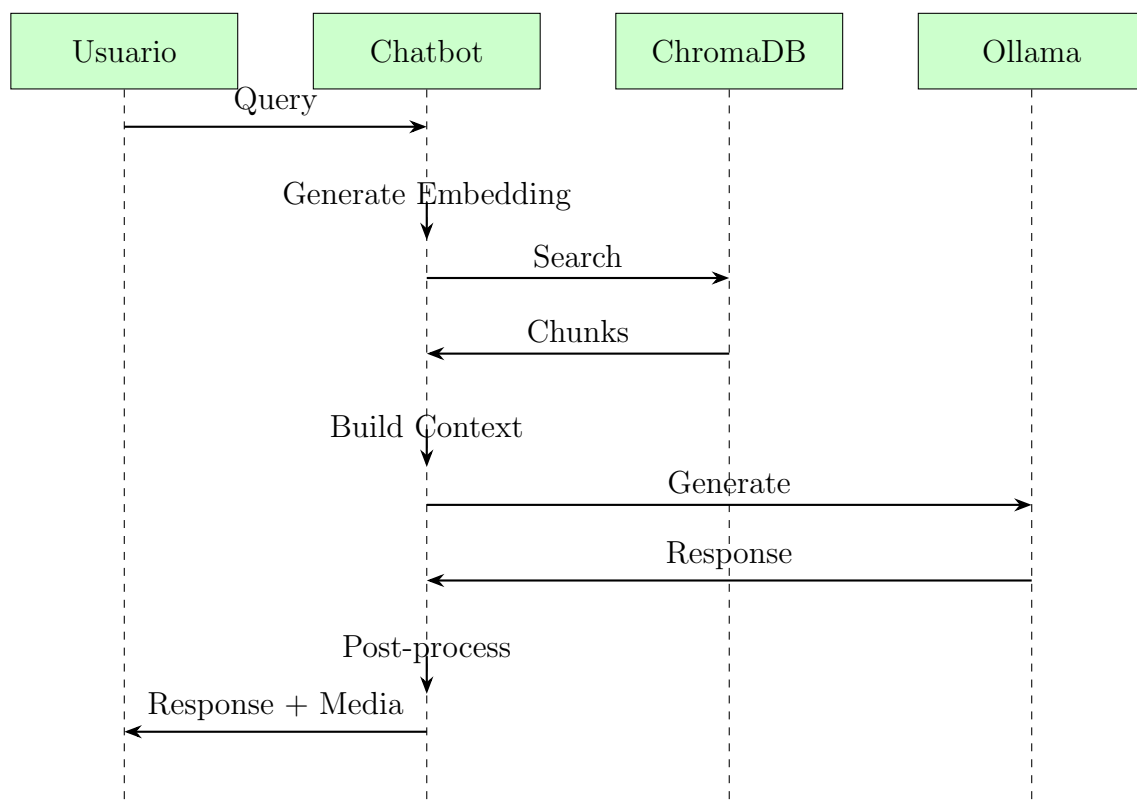 Usuario
Chatbot
ChromaDB
Ollama
Query
Generate Embedding
Search
Chunks
Build Context
Generate
Response
Post-process
Response + Media